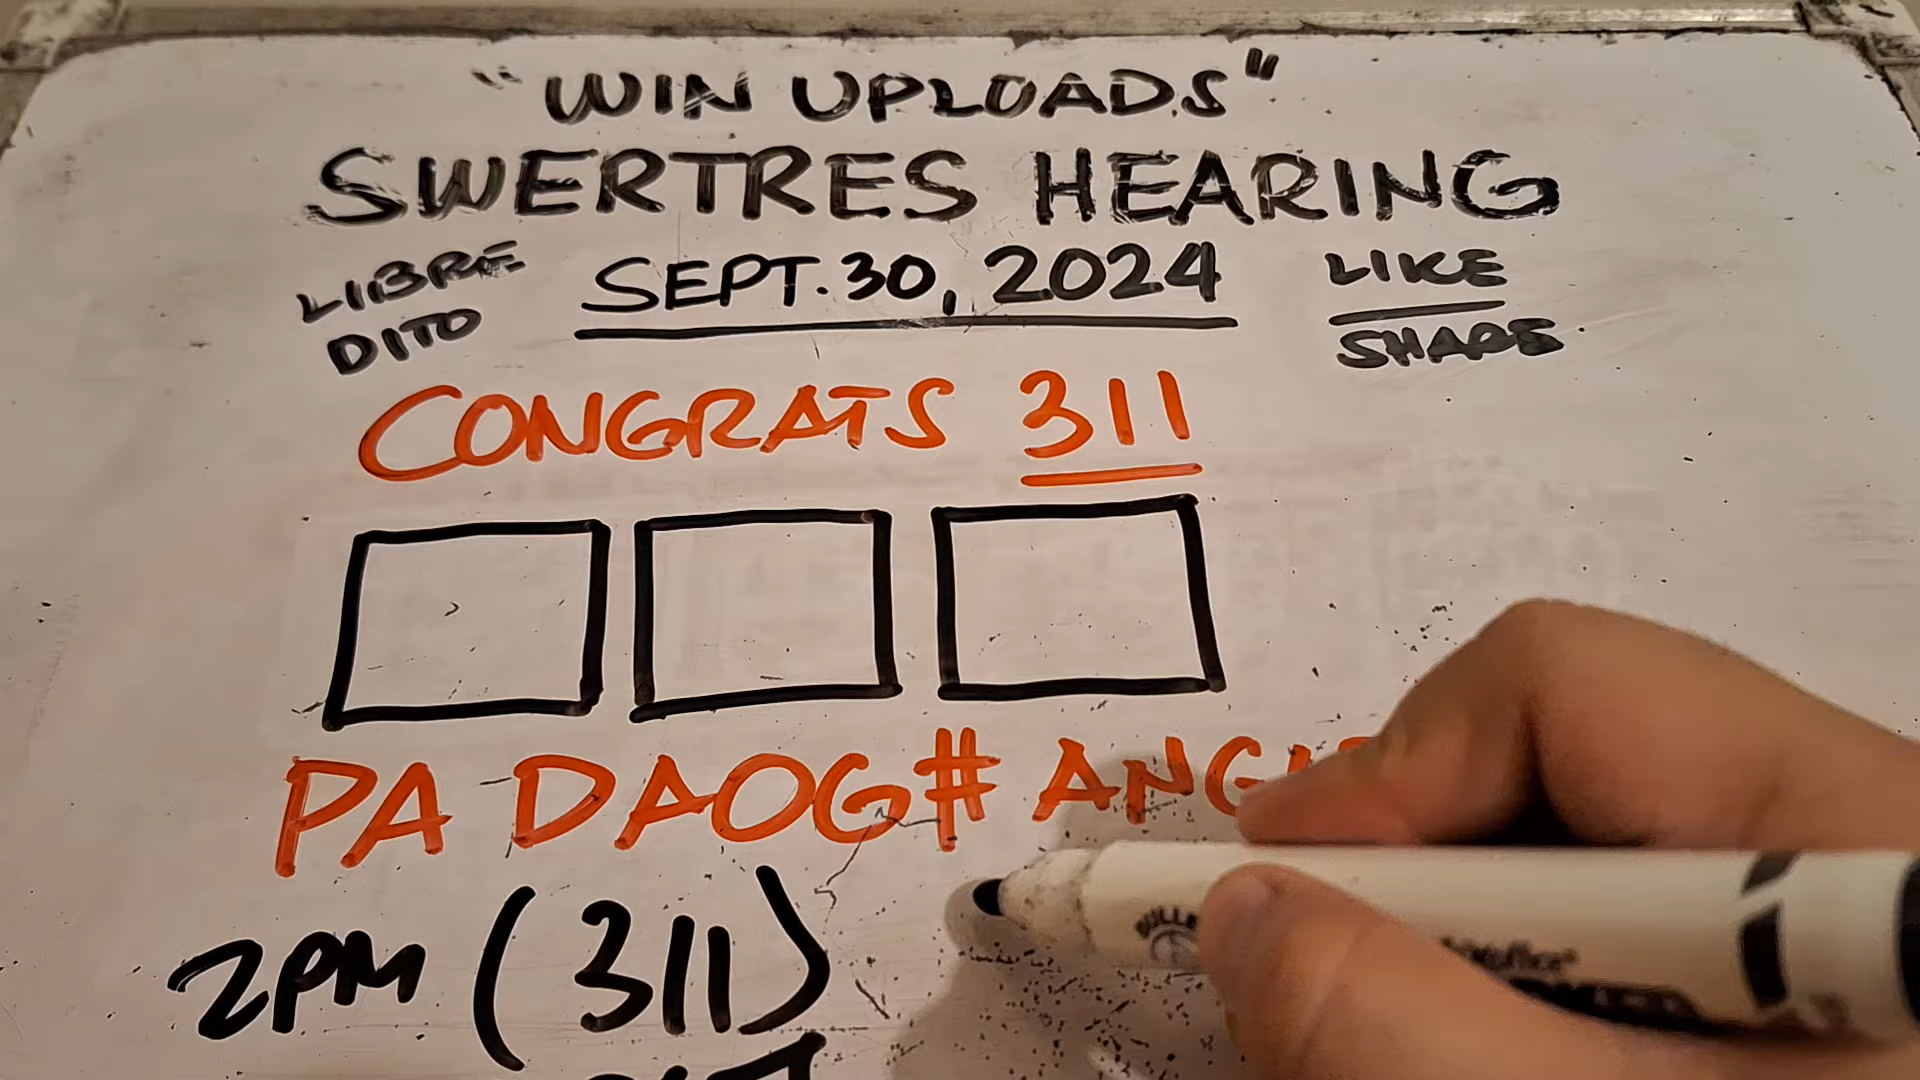 "WIN UPLOADS"
SWERTRES HEARING
LIBRE DITO
SEPT. 30, 2024
LIKE
SHARE
CONGRATS 311
PA DAOG#
2PM (311)